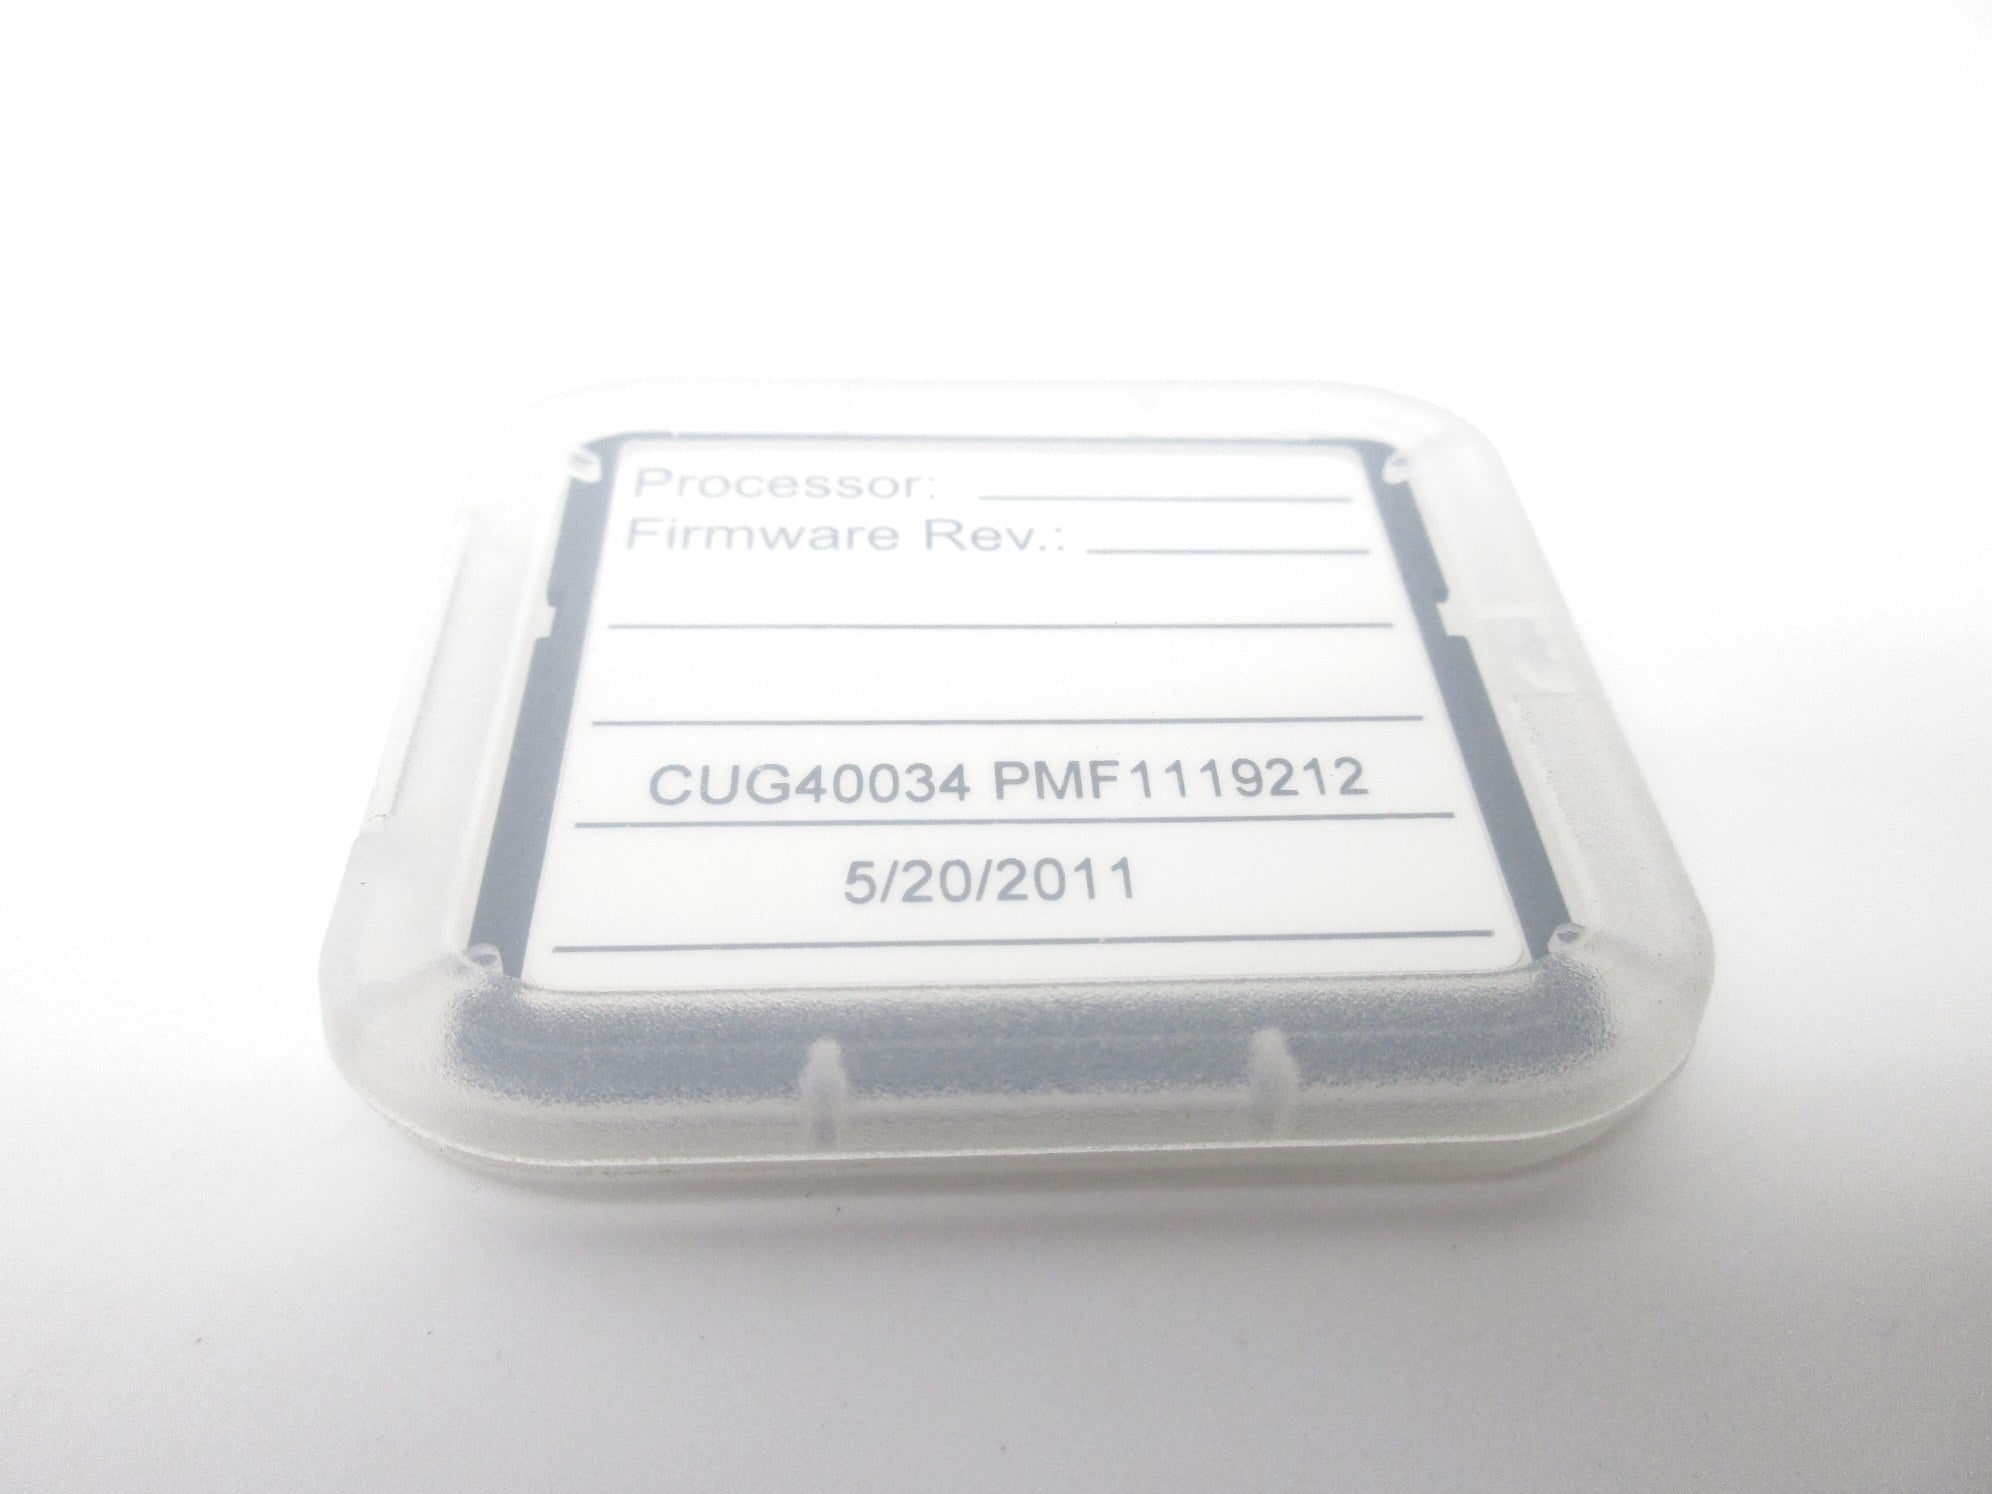 Processor:
Firmware Rev.:
CUG40034 PMF1119212
5/20/2011